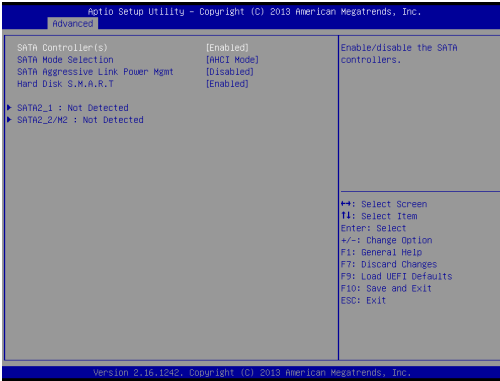 Aptio Setup Utility – Copyright (C) 2013 American Megatrends, Inc.
Advanced
SATA Controller(s) [Enabled]
SATA Mode Selection [AHCI Mode]
SATA Aggressive Link Power Mgmt [Disabled]
Hard Disk S.M.A.R.T [Enabled]
SATA2_1 : Not Detected
SATA2_2/M2 : Not Detected
Enable/disable the SATA
controllers.
↔: Select Screen
↑↓: Select Item
Enter: Select
+/-: Change Option
F1: General Help
F7: Discard Changes
F9: Load UEFI Defaults
F10: Save and Exit
ESC: Exit
Version 2.16.1242. Copyright (C) 2013 American Megatrends, Inc.